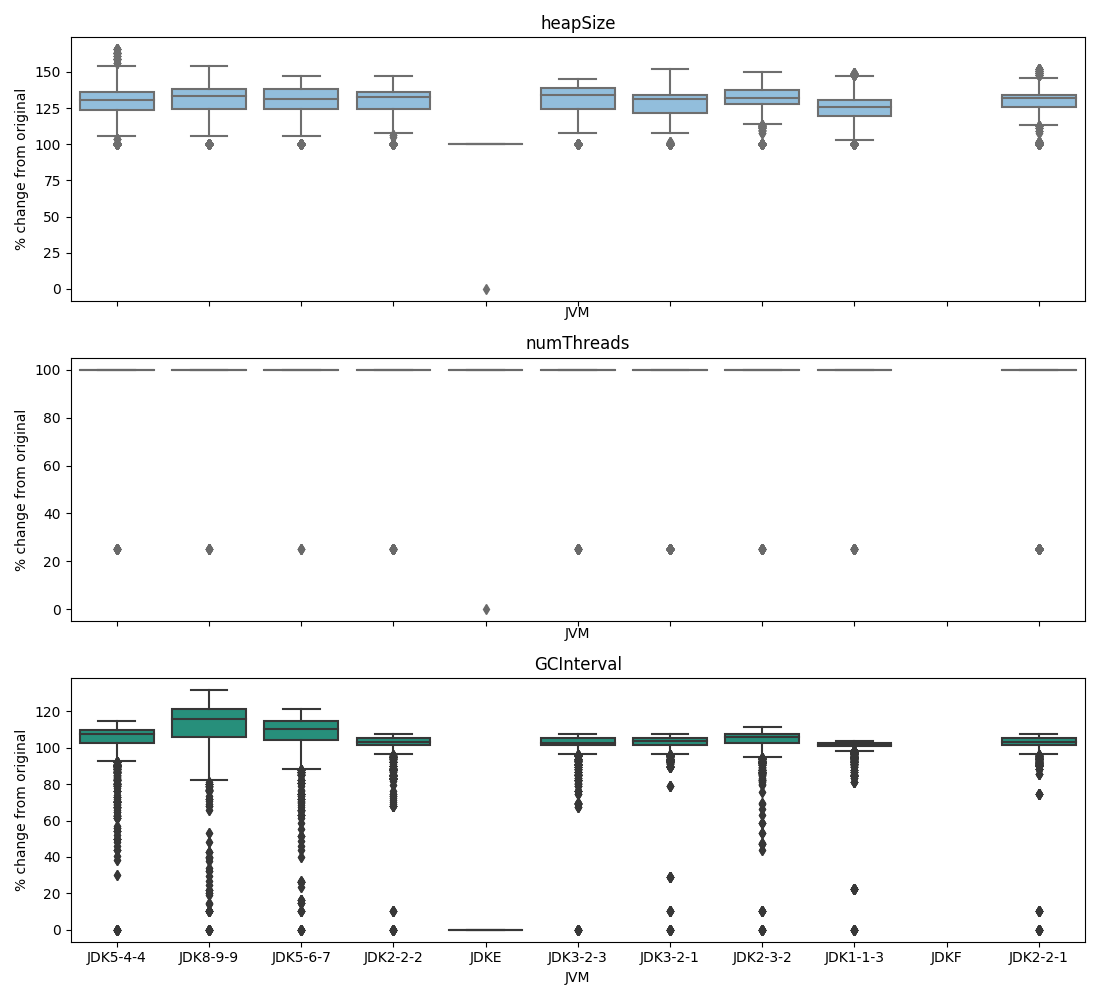 heapSize
% change from original
150
125
100
75
50
25
0
JVM
numThreads
% change from original
100
80
60
40
20
0
JVM
GCInterval
% change from original
120
100
80
60
40
20
0
JDK5-4-4 JDK8-9-9 JDK5-6-7 JDK2-2-2 JDKE JDK3-2-3 JDK3-2-1 JDK2-3-2 JDK1-1-3 JDKF JDK2-2-1
JVM